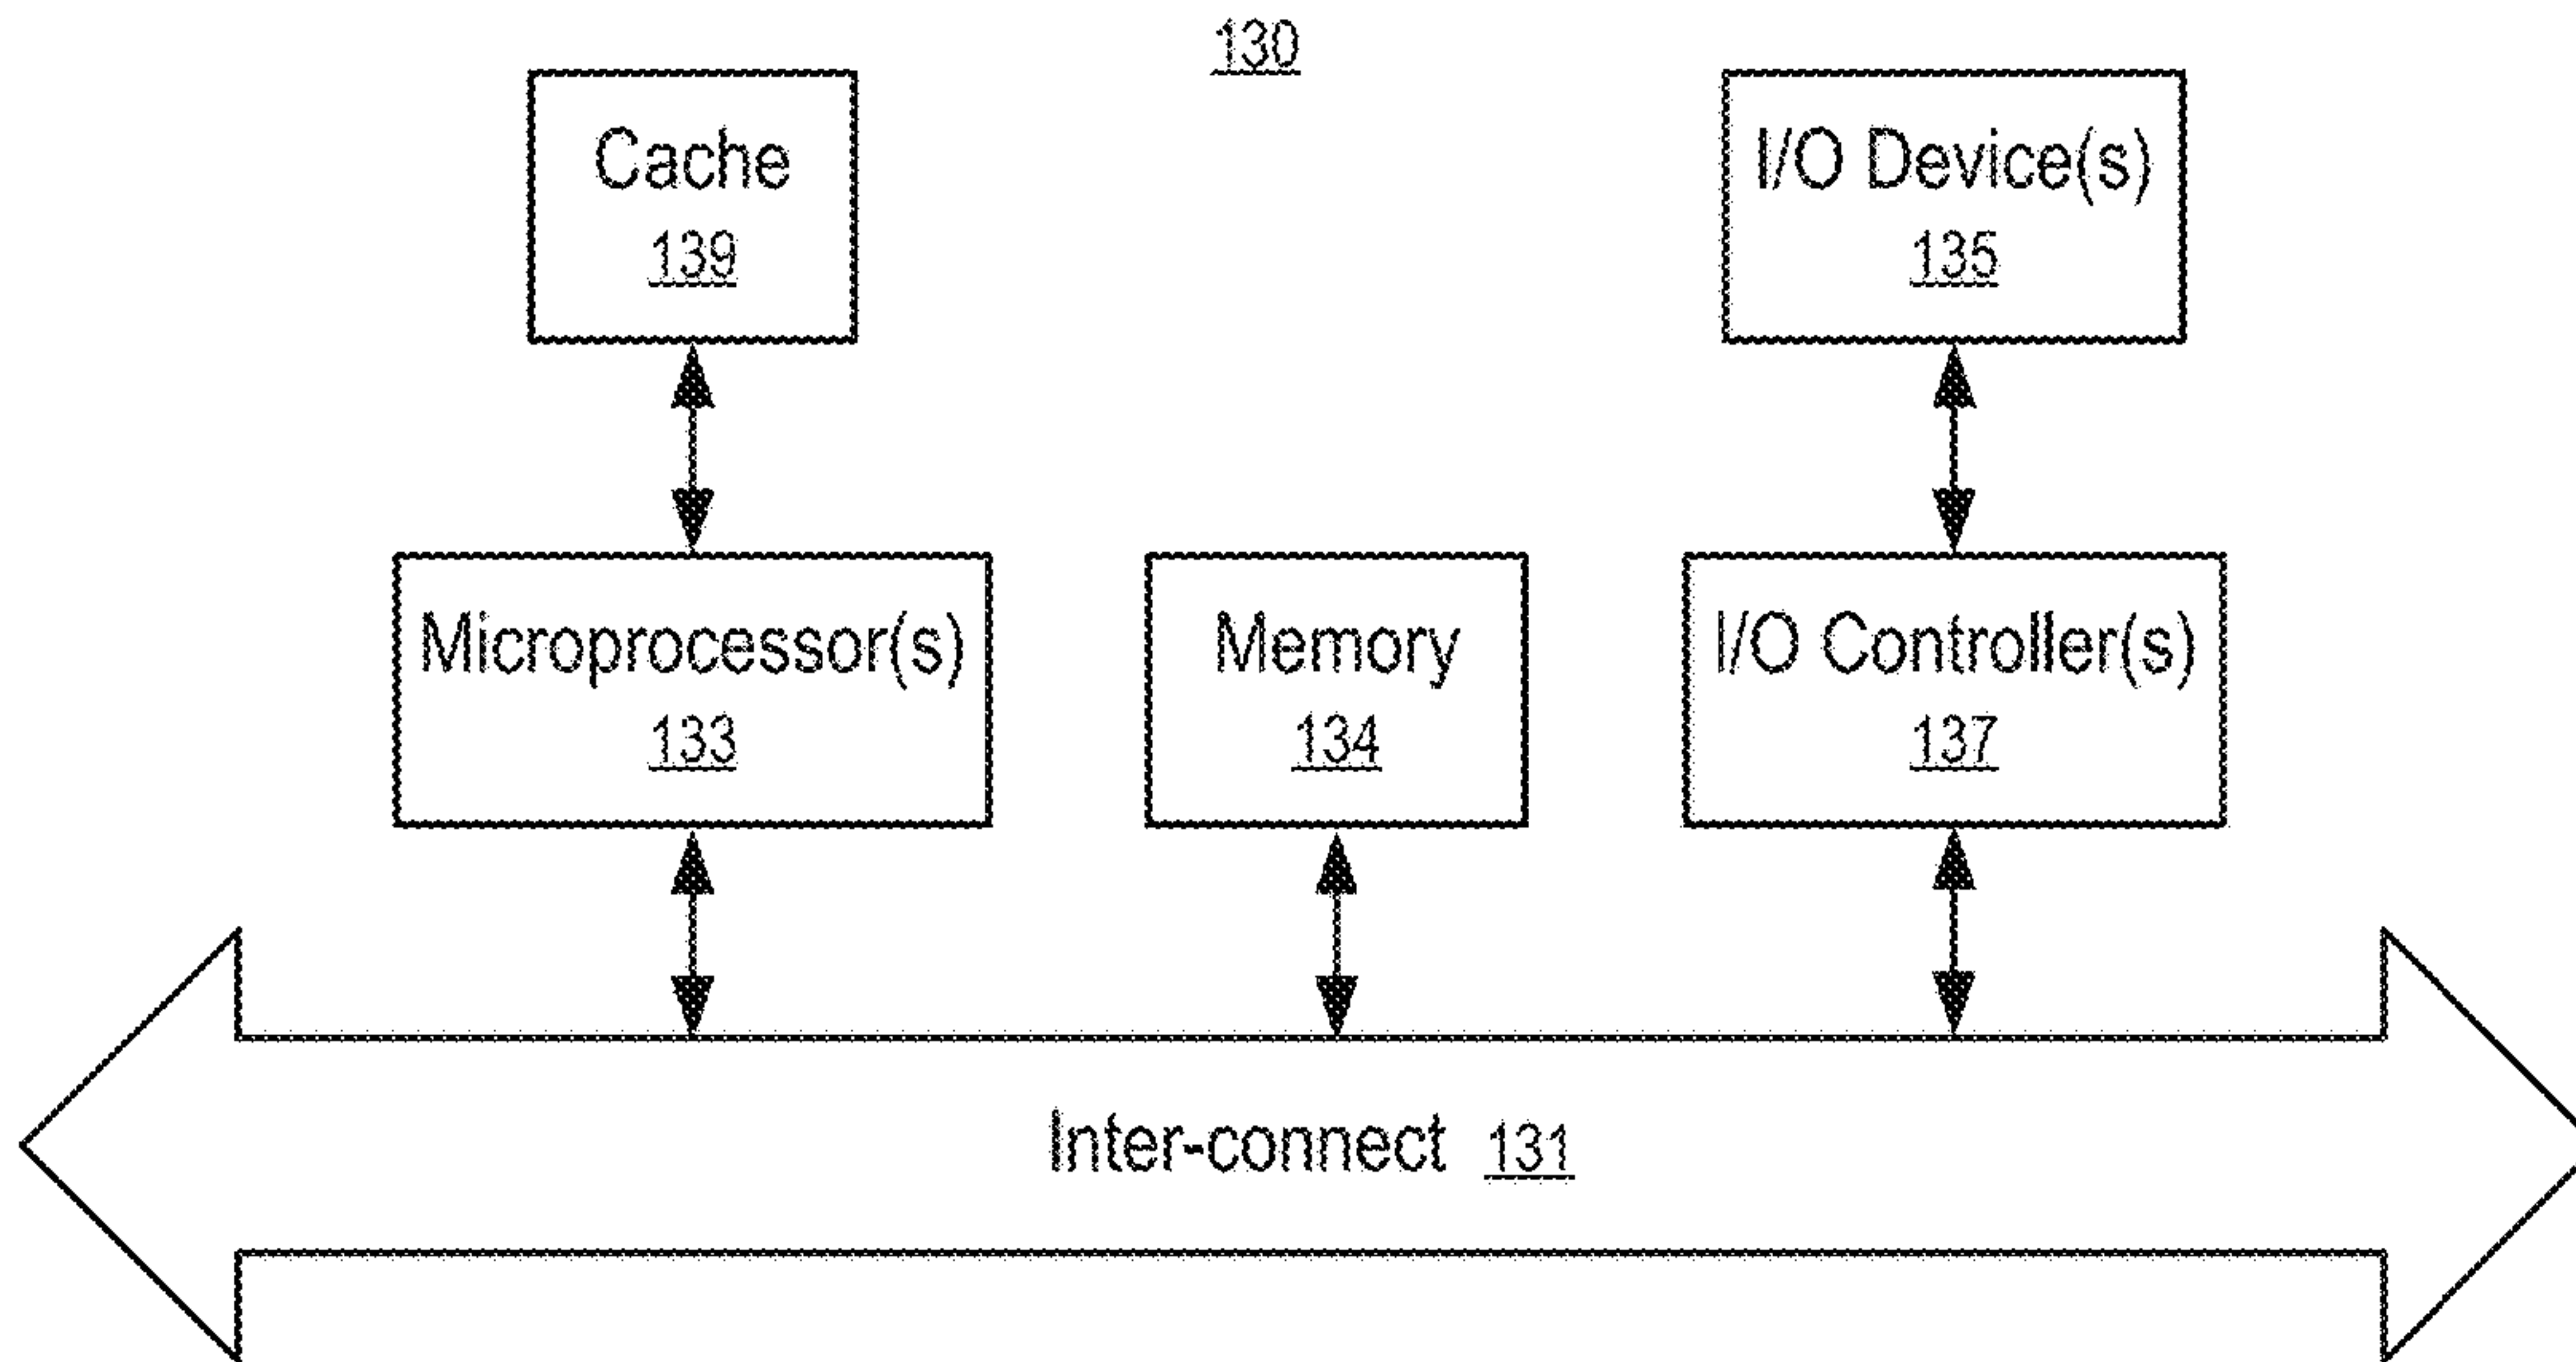 130
Cache
139
I/O Device(s)
135
Microprocessor(s)
133
Memory
134
I/O Controller(s)
137
Inter-connect 131